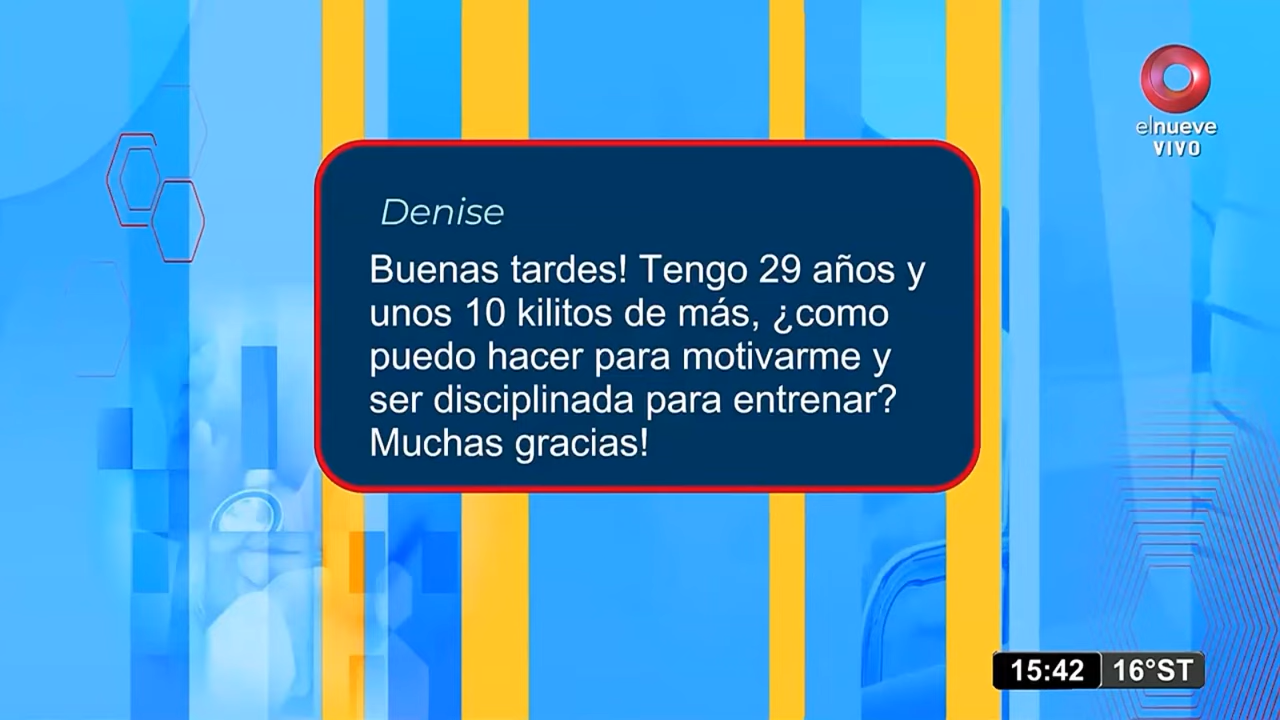 elnueve
VIVO
Denise
Buenas tardes! Tengo 29 años y
unos 10 kilitos de más, ¿como
puedo hacer para motivarme y
ser disciplinada para entrenar?
Muchas gracias!
15:42 16°ST